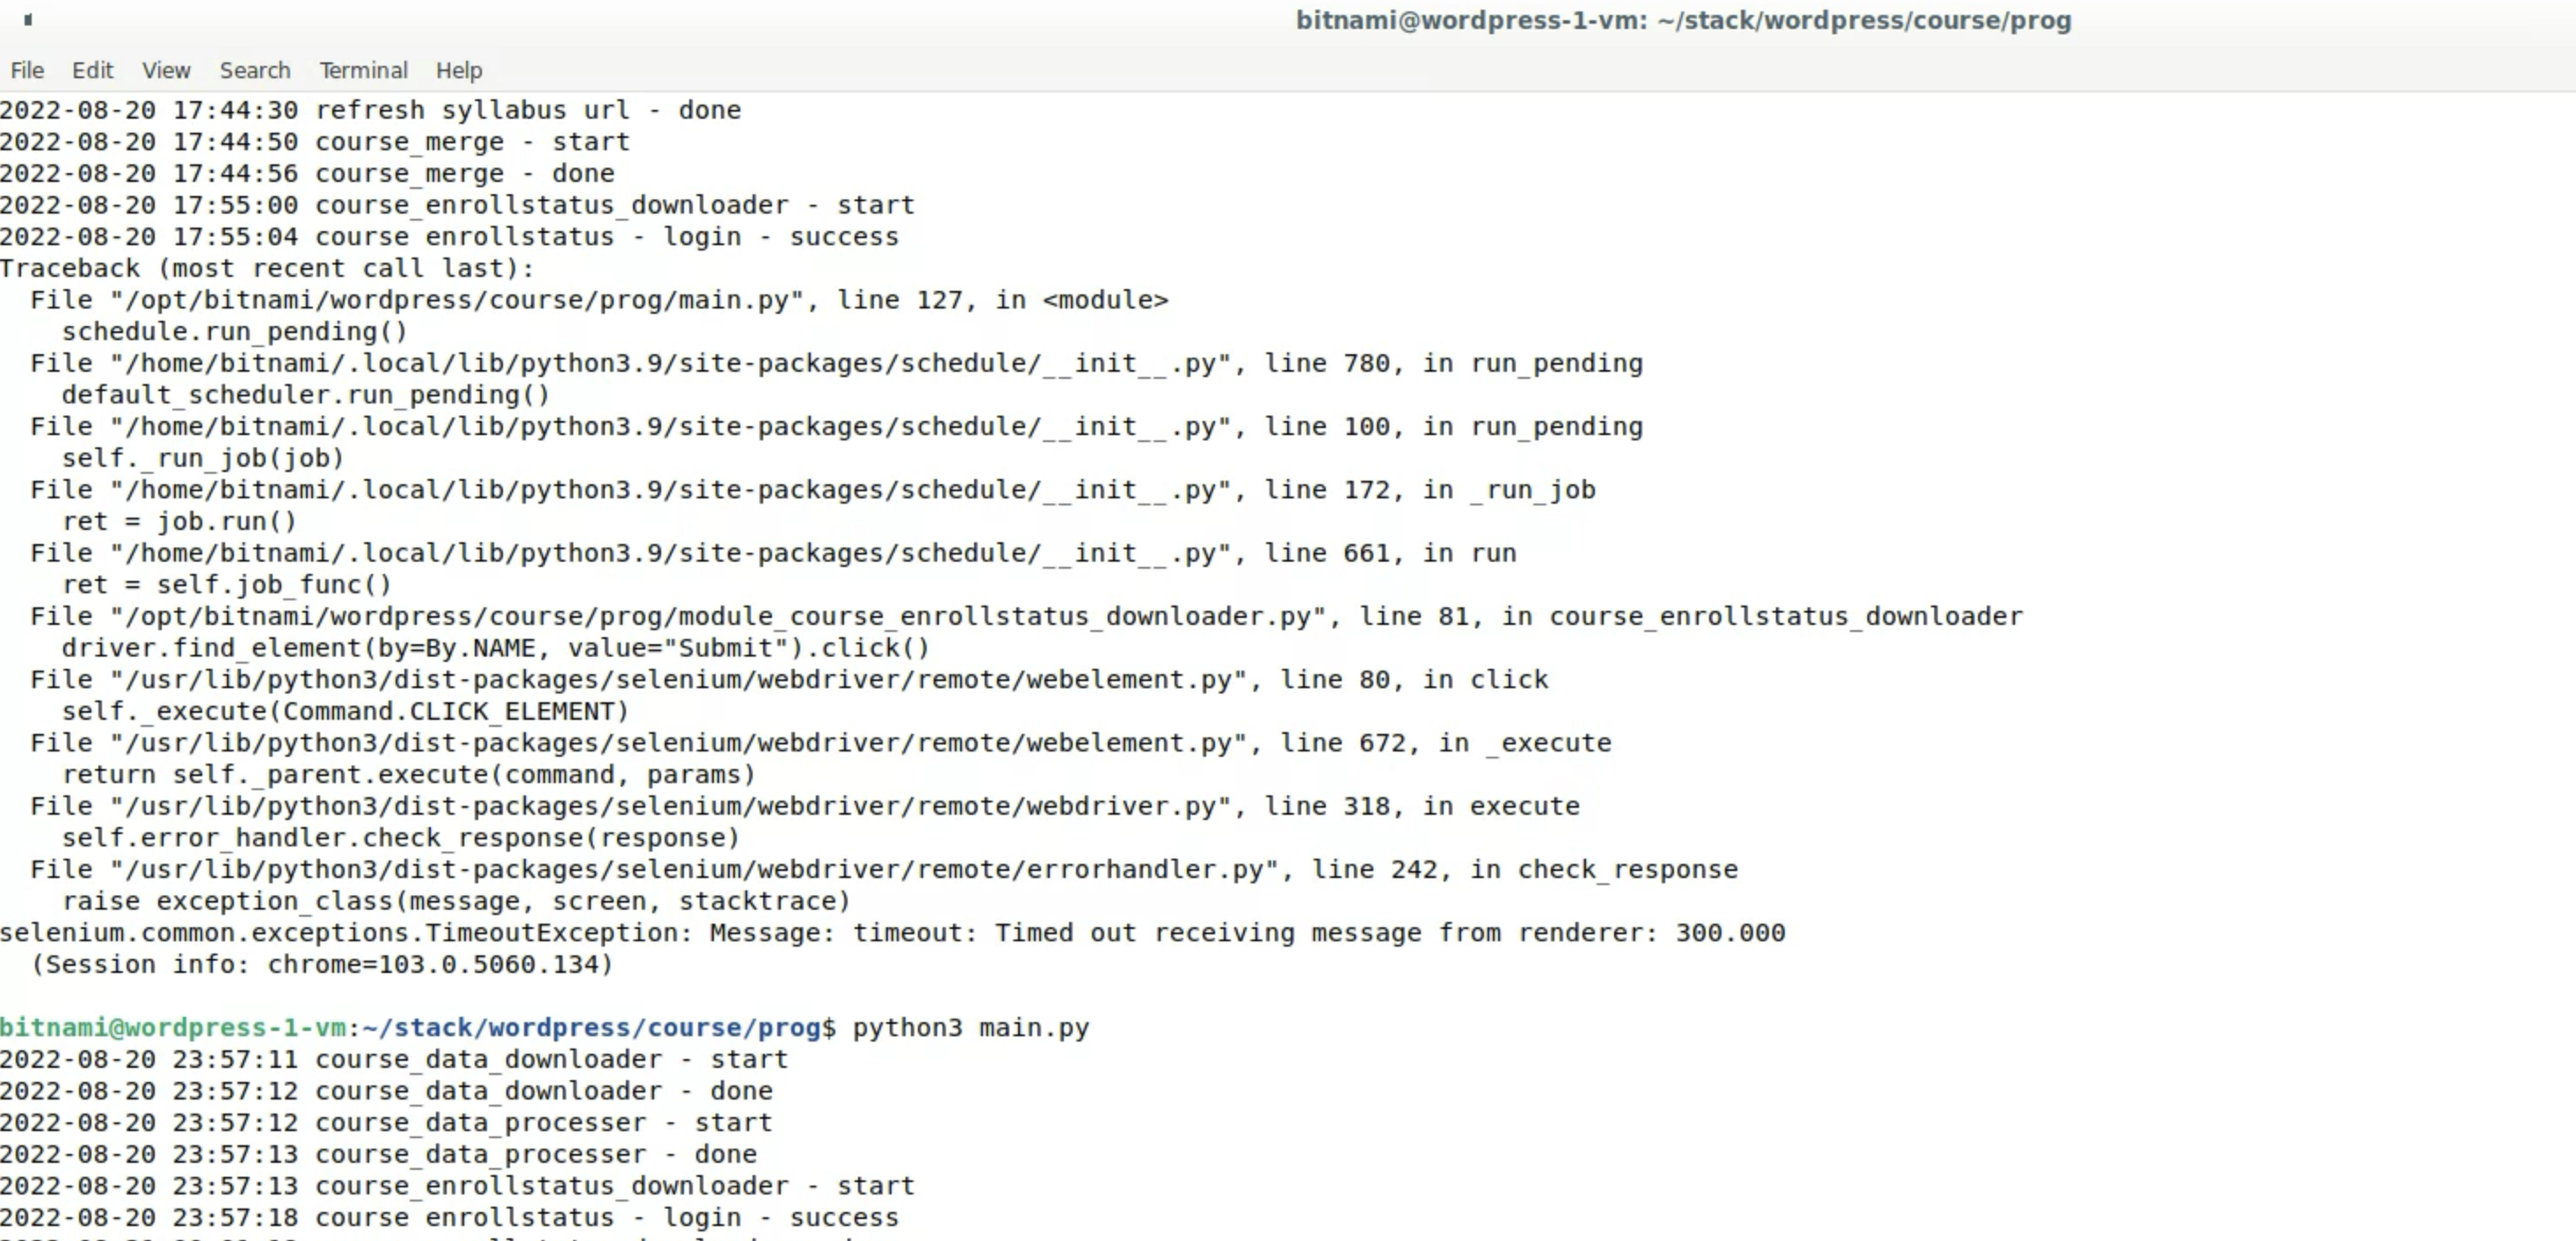 bitnami@wordpress-1-vm: ~/stack/wordpress/course/prog
File Edit View Search Terminal Help
2022-08-20 17:44:30 refresh syllabus url - done
2022-08-20 17:44:50 course_merge - start
2022-08-20 17:44:56 course_merge - done
2022-08-20 17:55:00 course_enrollstatus_downloader - start
2022-08-20 17:55:04 course enrollstatus - login - success
Traceback (most recent call last):
  File "/opt/bitnami/wordpress/course/prog/main.py", line 127, in <module>
    schedule.run_pending()
  File "/home/bitnami/.local/lib/python3.9/site-packages/schedule/__init__.py", line 780, in run_pending
    default_scheduler.run_pending()
  File "/home/bitnami/.local/lib/python3.9/site-packages/schedule/__init__.py", line 100, in run_pending
    self._run_job(job)
  File "/home/bitnami/.local/lib/python3.9/site-packages/schedule/__init__.py", line 172, in _run_job
    ret = job.run()
  File "/home/bitnami/.local/lib/python3.9/site-packages/schedule/__init__.py", line 661, in run
    ret = self.job_func()
  File "/opt/bitnami/wordpress/course/prog/module_course_enrollstatus_downloader.py", line 81, in course_enrollstatus_downloader
    driver.find_element(by=By.NAME, value="Submit").click()
  File "/usr/lib/python3/dist-packages/selenium/webdriver/remote/webelement.py", line 80, in click
    self._execute(Command.CLICK_ELEMENT)
  File "/usr/lib/python3/dist-packages/selenium/webdriver/remote/webelement.py", line 672, in _execute
    return self._parent.execute(command, params)
  File "/usr/lib/python3/dist-packages/selenium/webdriver/remote/webdriver.py", line 318, in execute
    self.error_handler.check_response(response)
  File "/usr/lib/python3/dist-packages/selenium/webdriver/remote/errorhandler.py", line 242, in check_response
    raise exception_class(message, screen, stacktrace)
selenium.common.exceptions.TimeoutException: Message: timeout: Timed out receiving message from renderer: 300.000
  (Session info: chrome=103.0.5060.134)
bitnami@wordpress-1-vm:~/stack/wordpress/course/prog$ python3 main.py
2022-08-20 23:57:11 course_data_downloader - start
2022-08-20 23:57:12 course_data_downloader - done
2022-08-20 23:57:12 course_data_processer - start
2022-08-20 23:57:13 course_data_processer - done
2022-08-20 23:57:13 course_enrollstatus_downloader - start
2022-08-20 23:57:18 course enrollstatus - login - success